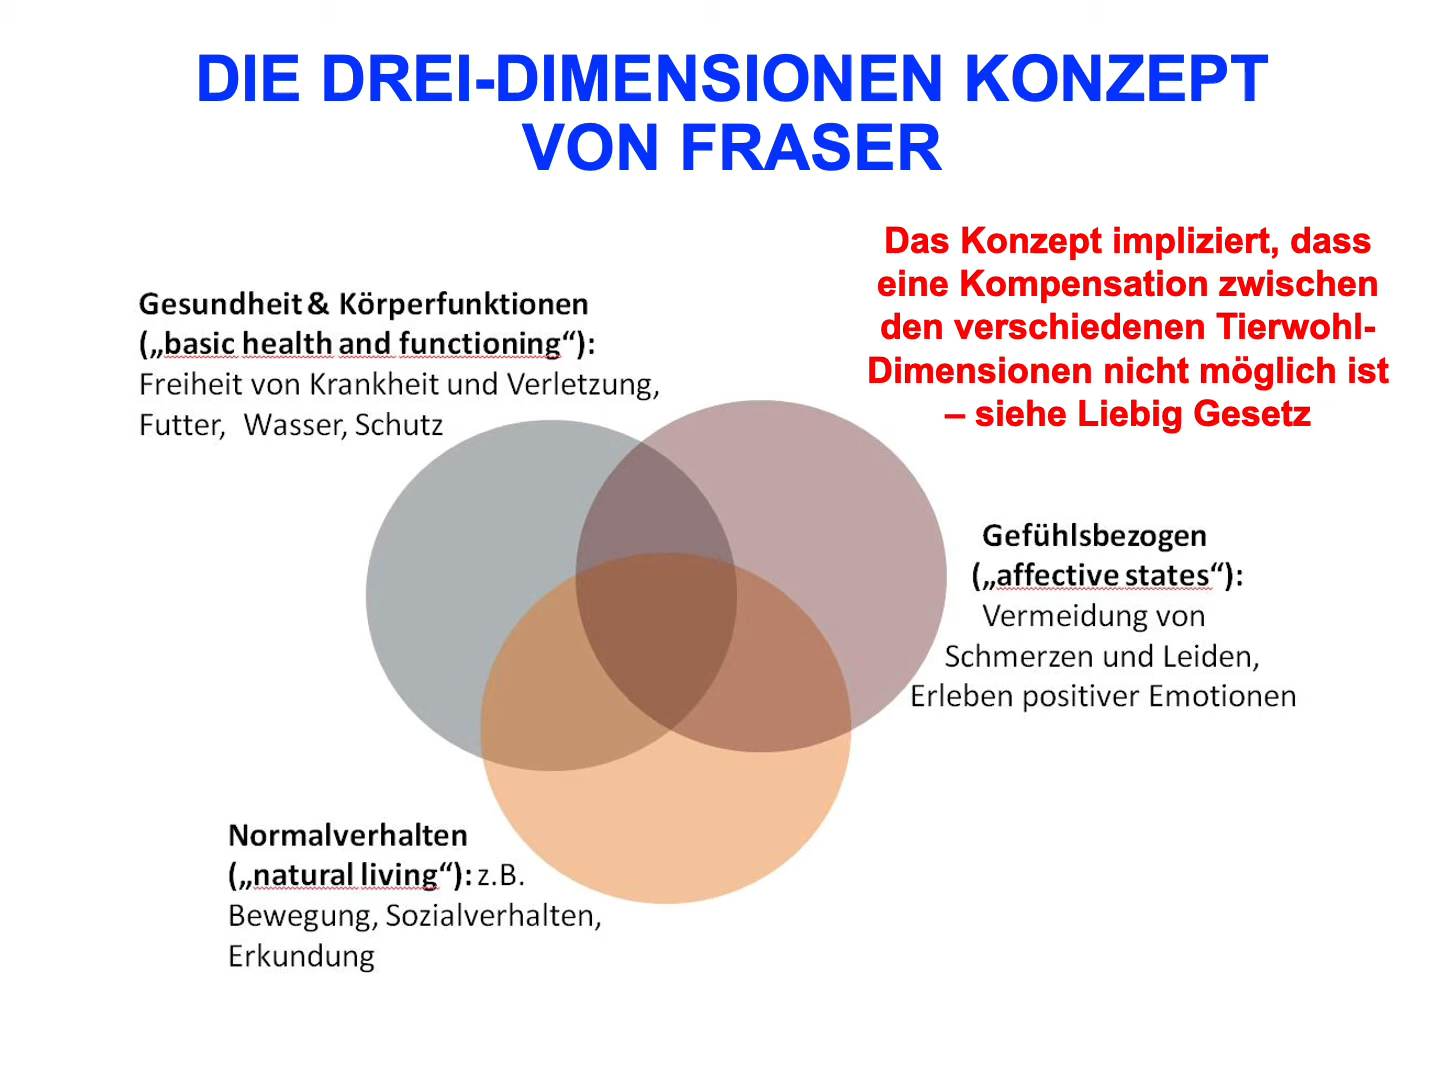 DIE DREI-DIMENSIONEN KONZEPT
VON FRASER
Das Konzept impliziert, dass
eine Kompensation zwischen
den verschiedenen Tierwohl-
Dimensionen nicht möglich ist
– siehe Liebig Gesetz
Gesundheit & Körperfunktionen
(„basic health and functioning“):
Freiheit von Krankheit und Verletzung,
Futter, Wasser, Schutz
Gefühlsbezogen
(„affective states“):
Vermeidung von
Schmerzen und Leiden,
Erleben positiver Emotionen
Normalverhalten
(„natural living“): z.B.
Bewegung, Sozialverhalten,
Erkundung